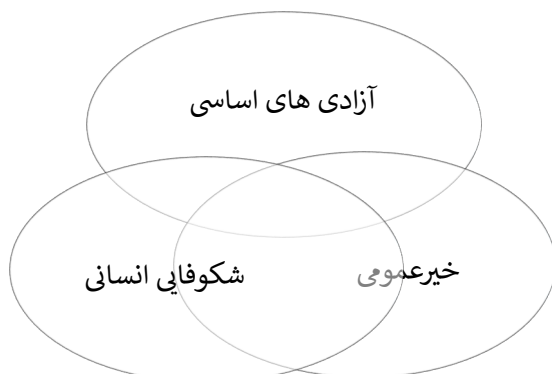 آزادی های اساسی
خیرعمومی
شکوفایی انسانی